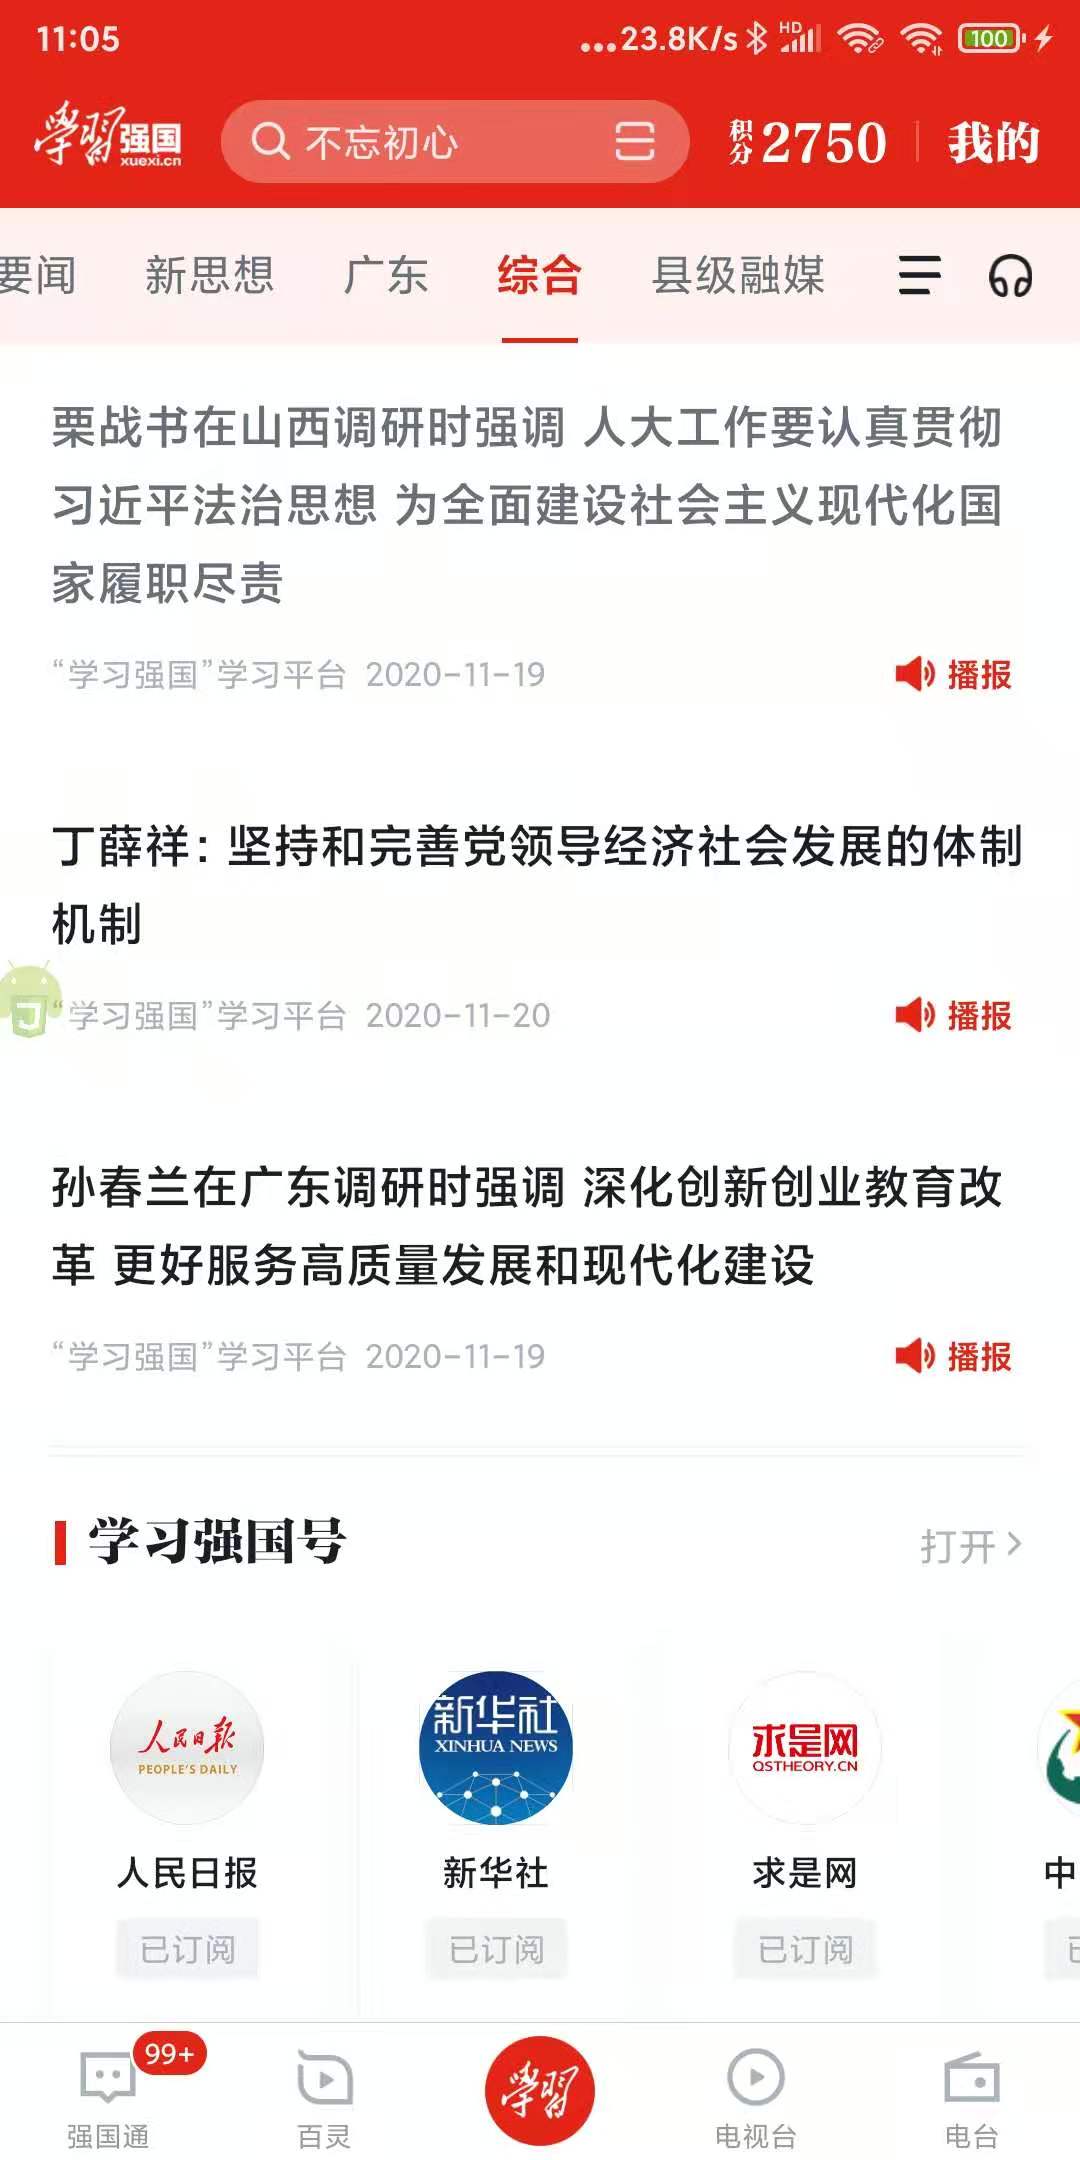 11:05
...23.8K/s HD 100
学習强国 xuexi.cn
不忘初心
积分 2750 我的
要闻 新思想 广东 综合 县级融媒
栗战书在山西调研时强调 人大工作要认真贯彻
习近平法治思想 为全面建设社会主义现代化国
家履职尽责
“学习强国”学习平台 2020-11-19 播报
丁薛祥：坚持和完善党领导经济社会发展的体制
机制
“学习强国”学习平台 2020-11-20 播报
孙春兰在广东调研时强调 深化创新创业教育改
革 更好服务高质量发展和现代化建设
“学习强国”学习平台 2020-11-19 播报
学习强国号 打开
人民日报 新华社 求是网
PEOPLE'S DAILY XINHUA NEWS QSTHEORY.CN
人民日报 新华社 求是网 中
已订阅 已订阅 已订阅 已
99+
学習
强国通 百灵 电视台 电台